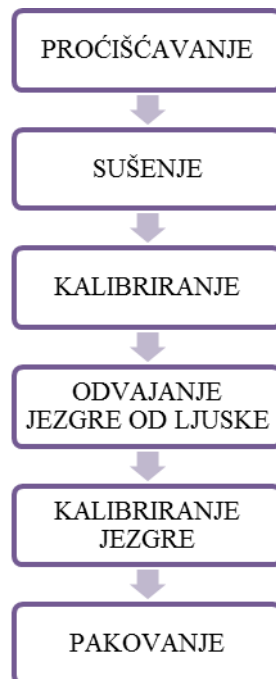 PROĆIŠĆAVANJE
SUŠENJE
KALIBRIRANJE
ODVAJANJE
JEZGRE OD LJUSKE
KALIBRIRANJE
JEZGRE
PAKOVANJE